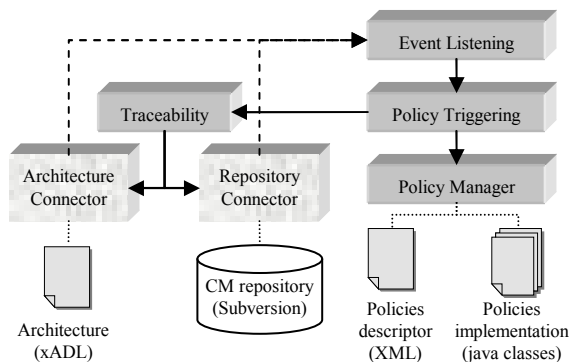 Event Listening
Traceability
Policy Triggering
Architecture
Connector
Repository
Connector
Policy Manager
CM repository
(Subversion)
Architecture
(xADL)
Policies
descriptor
(XML)
Policies
implementation
(java classes)